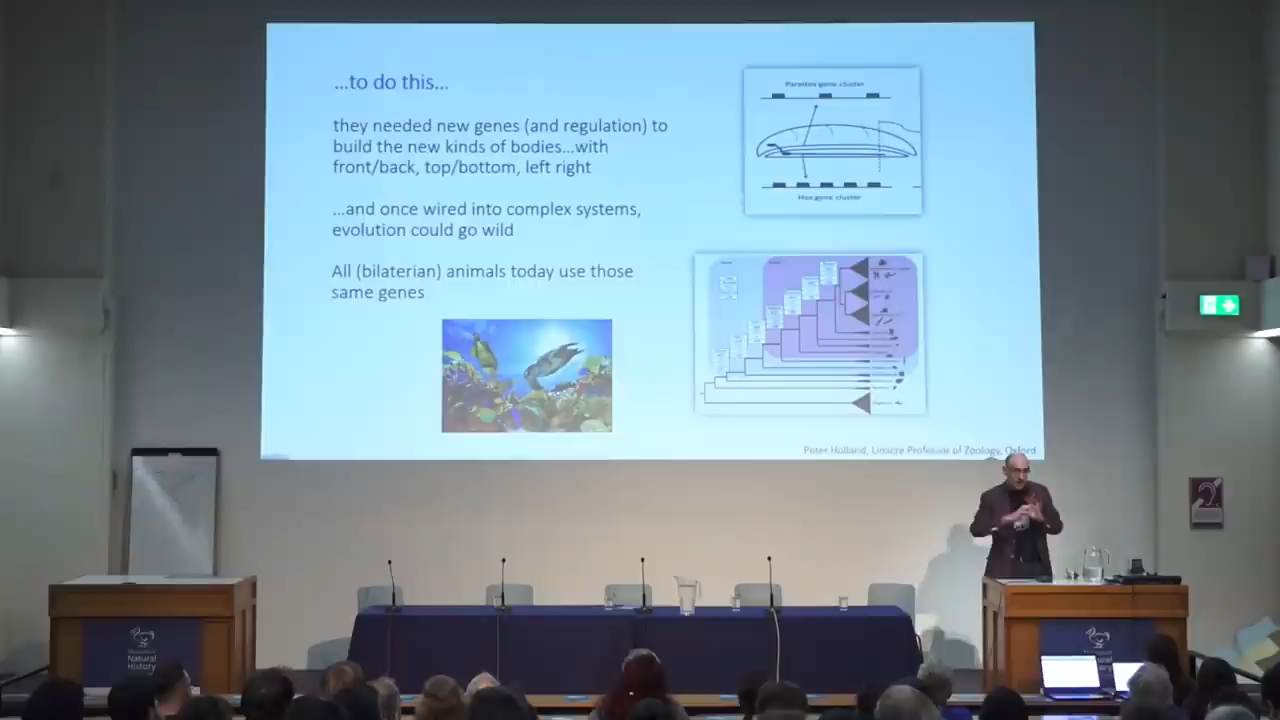 ...to do this...
they needed new genes (and regulation) to
build the new kinds of bodies...with
front/back, top/bottom, left right
...and once wired into complex systems,
evolution could go wild
All (bilaterian) animals today use those
same genes
ParaHox gene cluster
Hox gene cluster
Peter Holland, Linacre Professor of Zoology, Oxford
Natural
History